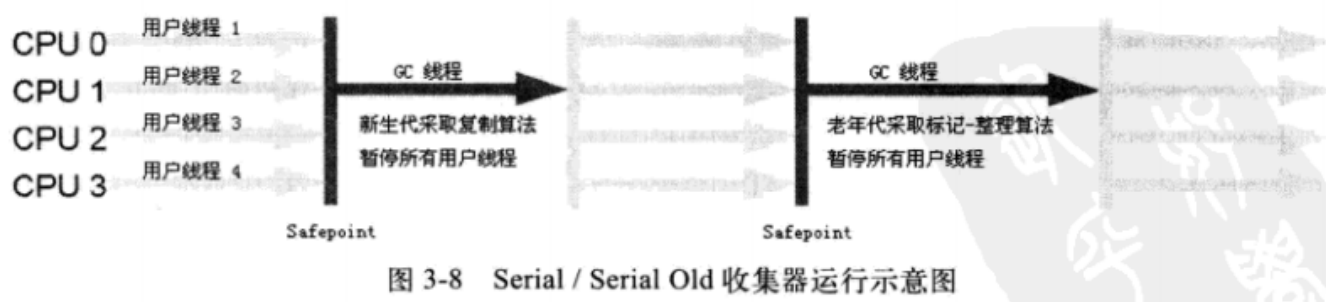 CPU 0 用户线程 1
CPU 1 用户线程 2
CPU 2 用户线程 3
CPU 3 用户线程 4
GC 线程
新生代采取复制算法
暂停所有用户线程
Safepoint
GC 线程
老年代采取标记-整理算法
暂停所有用户线程
Safepoint
图 3-8 Serial / Serial Old 收集器运行示意图